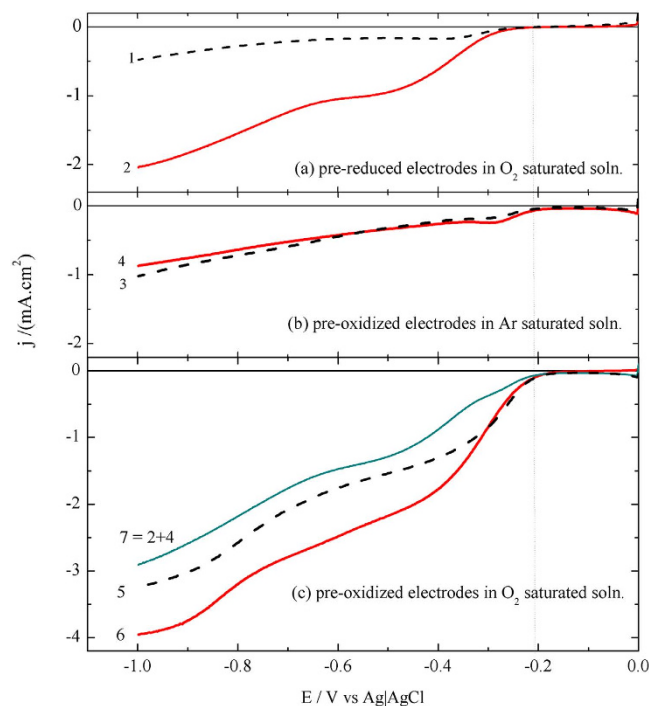 0
1
-1
2
-2
(a) pre-reduced electrodes in O2 saturated soln.
0
4
-1
3
-2
(b) pre-oxidized electrodes in Ar saturated soln.
j /(mA.cm2)
0
-1
-2
7 = 2+4
-3
5
(c) pre-oxidized electrodes in O2 saturated soln.
-4
6
-1.0 -0.8 -0.6 -0.4 -0.2 0.0
E / V vs Ag|AgCl